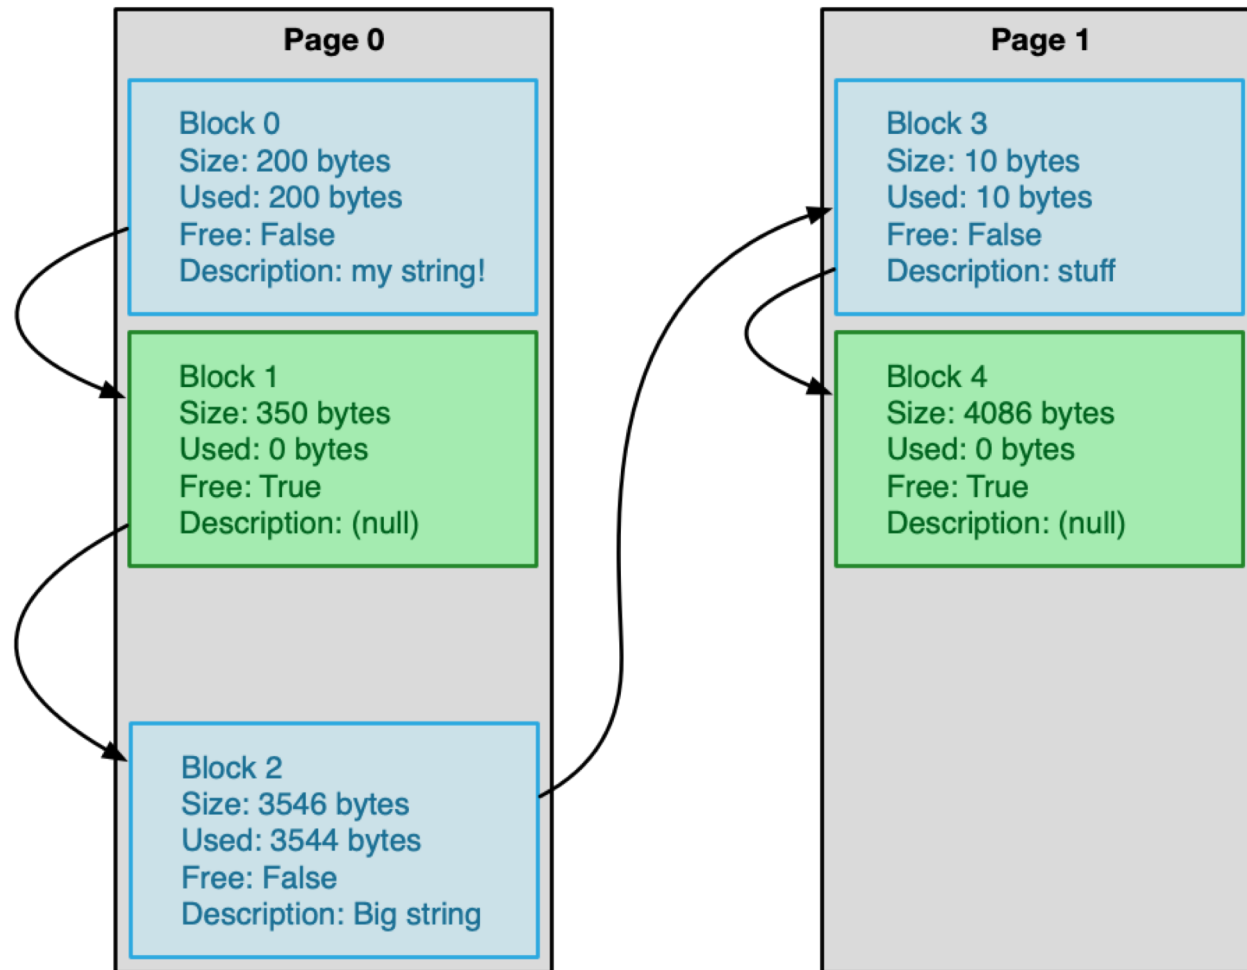 Page 0
Block 0
Size: 200 bytes
Used: 200 bytes
Free: False
Description: my string!
Block 1
Size: 350 bytes
Used: 0 bytes
Free: True
Description: (null)
Block 2
Size: 3546 bytes
Used: 3544 bytes
Free: False
Description: Big string
Page 1
Block 3
Size: 10 bytes
Used: 10 bytes
Free: False
Description: stuff
Block 4
Size: 4086 bytes
Used: 0 bytes
Free: True
Description: (null)